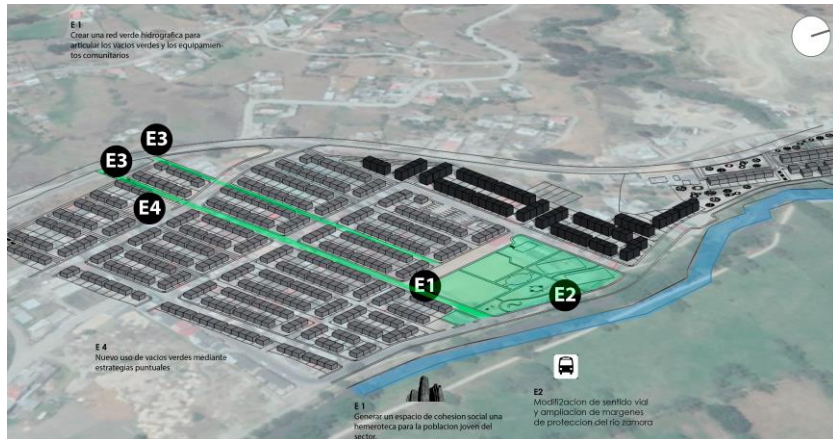 E 1
Crear una red verde hidrografica para
articular los vacios verdes y los equipamien-
tos comunitarios
E3
E3
E4
E1
E2
E 4
Nuevo uso de vacios verdes mediante
estrategias puntuales
E 1
Generar un espacio de cohesion social una
hemeroteca para la poblacion joven del
sector.
E2
Modifi2acion de sentido vial
y ampliacion de margenes
de proteccion del río zamora